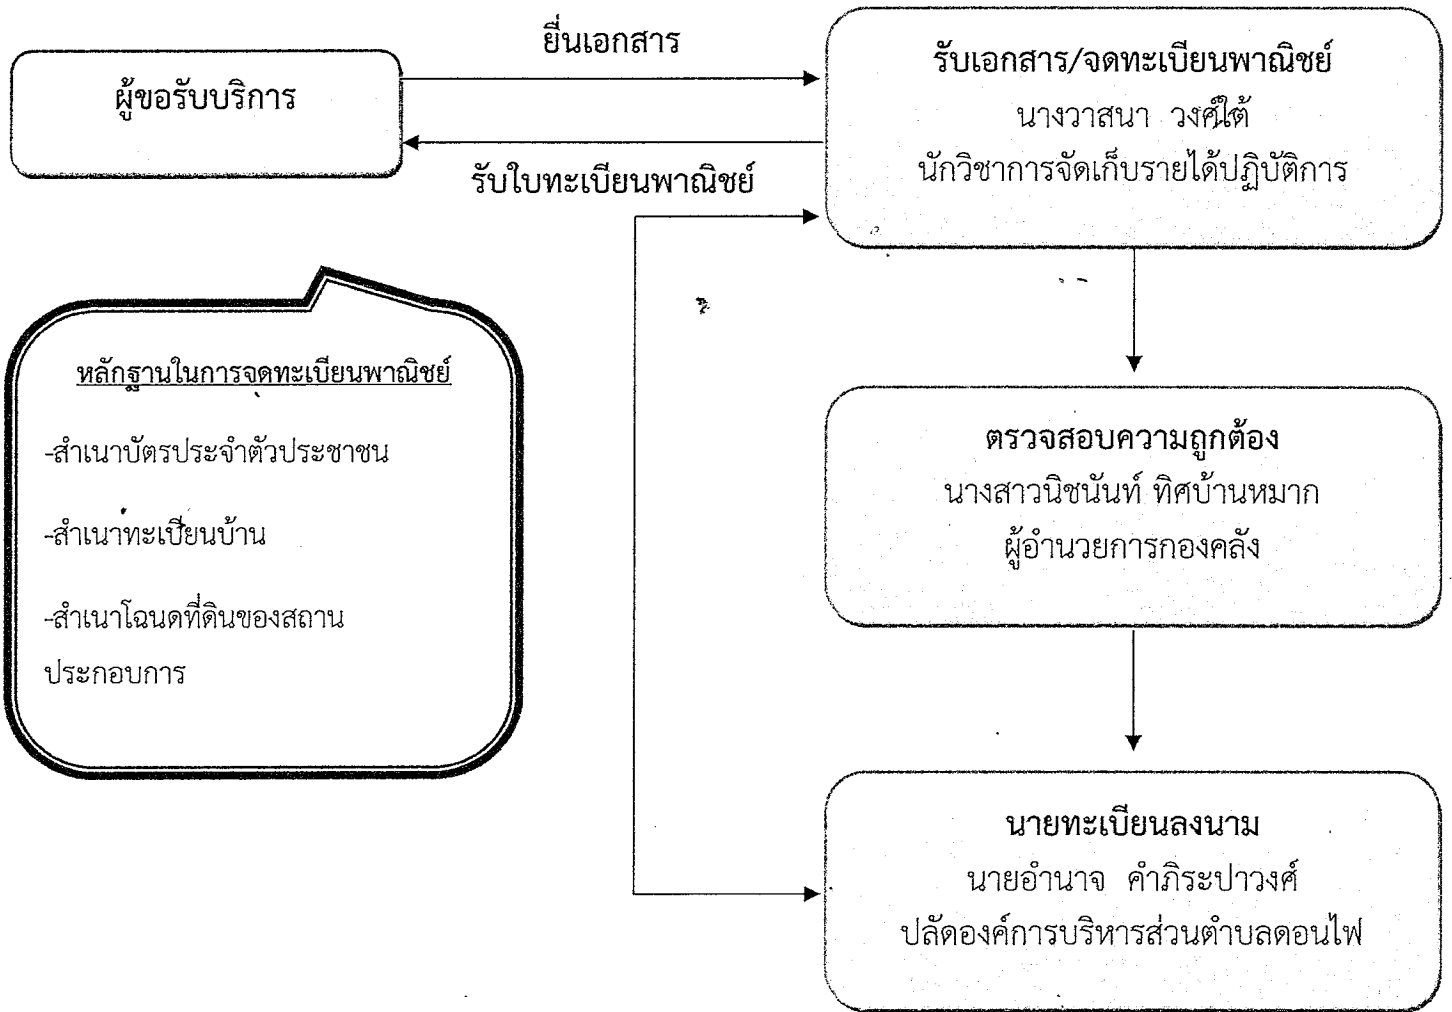 ยื่นเอกสาร
ผู้ขอรับบริการ
รับใบทะเบียนพาณิชย์
รับเอกสาร/จดทะเบียนพาณิชย์
นางวาสนา วงศ์ใต้
นักวิชาการจัดเก็บรายได้ปฏิบัติการ
หลักฐานในการจดทะเบียนพาณิชย์
-สำเนาบัตรประจำตัวประชาชน
-สำเนาทะเบียนบ้าน
-สำเนาโฉนดที่ดินของสถาน
ประกอบการ
ตรวจสอบความถูกต้อง
นางสาวนิชนันท์ ทิศบ้านหมาก
ผู้อำนวยการกองคลัง
นายทะเบียนลงนาม
นายอำนาจ คำภิระปาวงศ์
ปลัดองค์การบริหารส่วนตำบลดอนไฟ